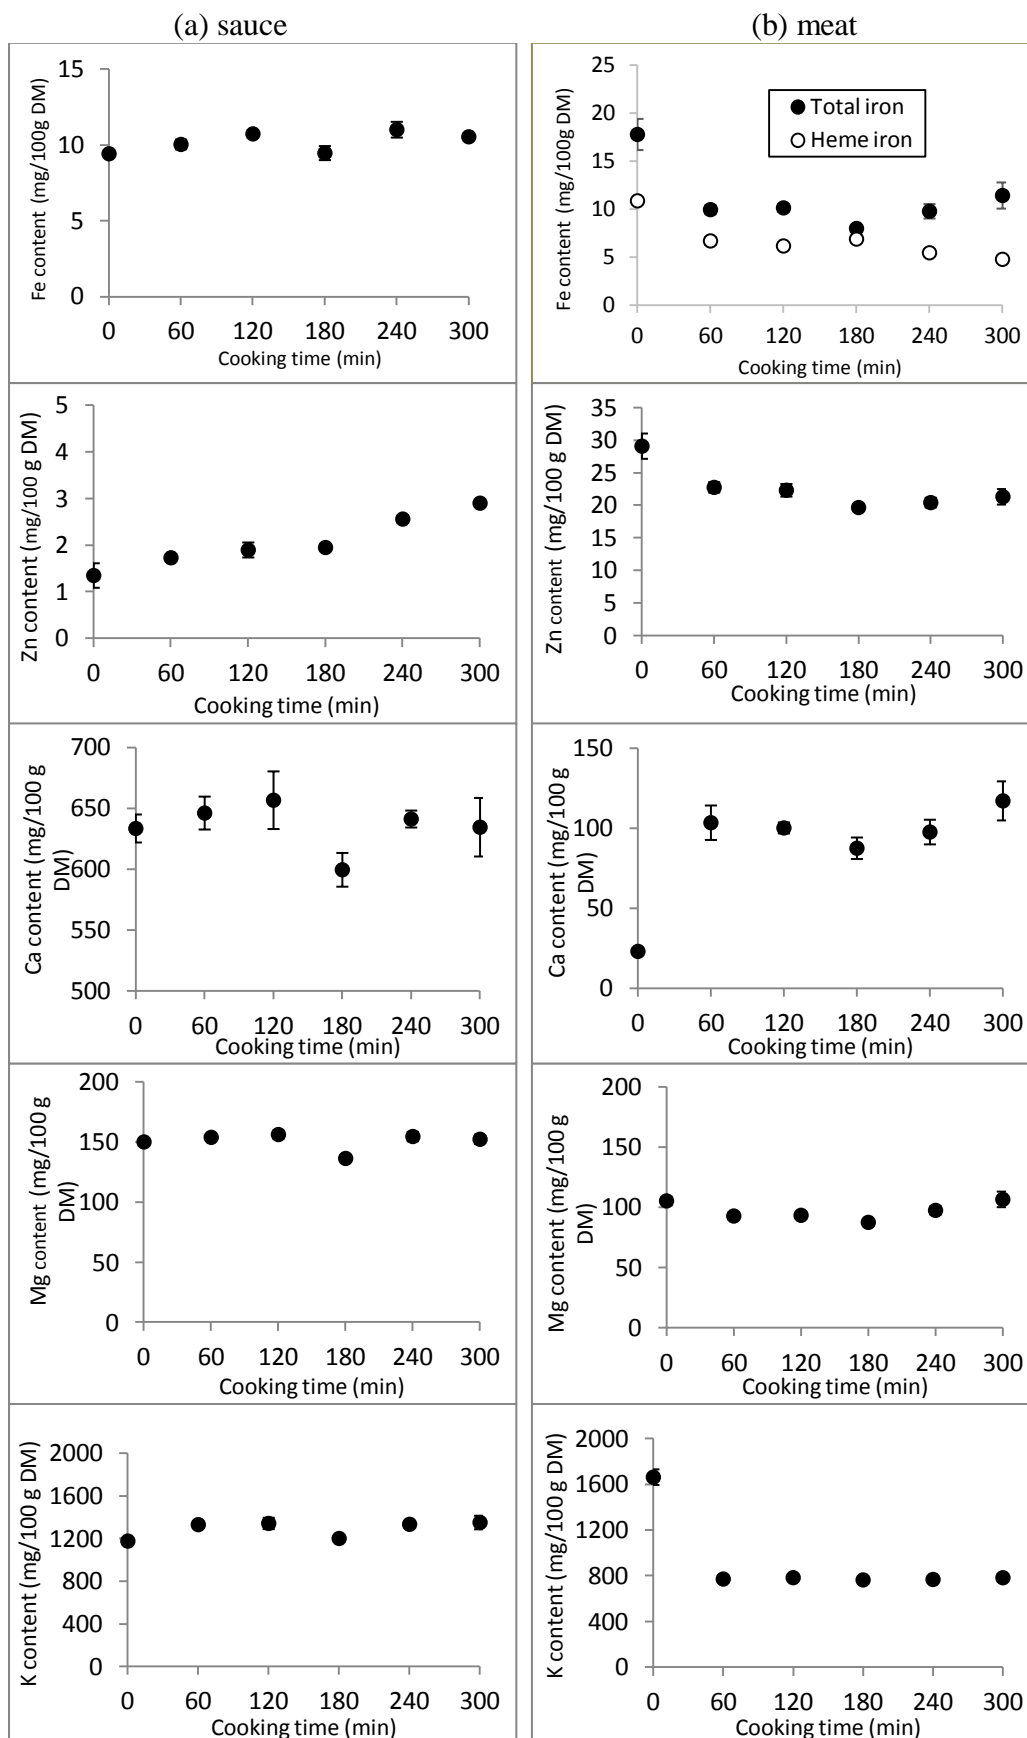 (a) sauce
(b) meat
Fe content (mg/100g DM)
15
10
5
0
0 60 120 180 240 300
Cooking time (min)
Fe content (mg/100g DM)
25
20
15
10
5
0
Total iron
Heme iron
0 60 120 180 240 300
Cooking time (min)
Zn content (mg/100 g DM)
5
4
3
2
1
0
0 60 120 180 240 300
Cooking time (min)
Zn content (mg/100 g DM)
35
30
25
20
15
10
5
0
0 60 120 180 240 300
Cooking time (min)
Ca content (mg/100 g
DM)
700
650
600
550
500
0 60 120 180 240 300
Cooking time (min)
Ca content (mg/100 g
DM)
150
100
50
0
0 60 120 180 240 300
Cooking time (min)
Mg content (mg/100 g
DM)
200
150
100
50
0
0 60 120 180 240 300
Cooking time (min)
Mg content (mg/100 g
DM)
200
150
100
50
0
0 60 120 180 240 300
Cooking time (min)
K content (mg/100 g DM)
2000
1600
1200
800
400
0
0 60 120 180 240 300
Cooking time (min)
K content (mg/100 g DM)
2000
1600
1200
800
400
0
0 60 120 180 240 300
Cooking time (min)